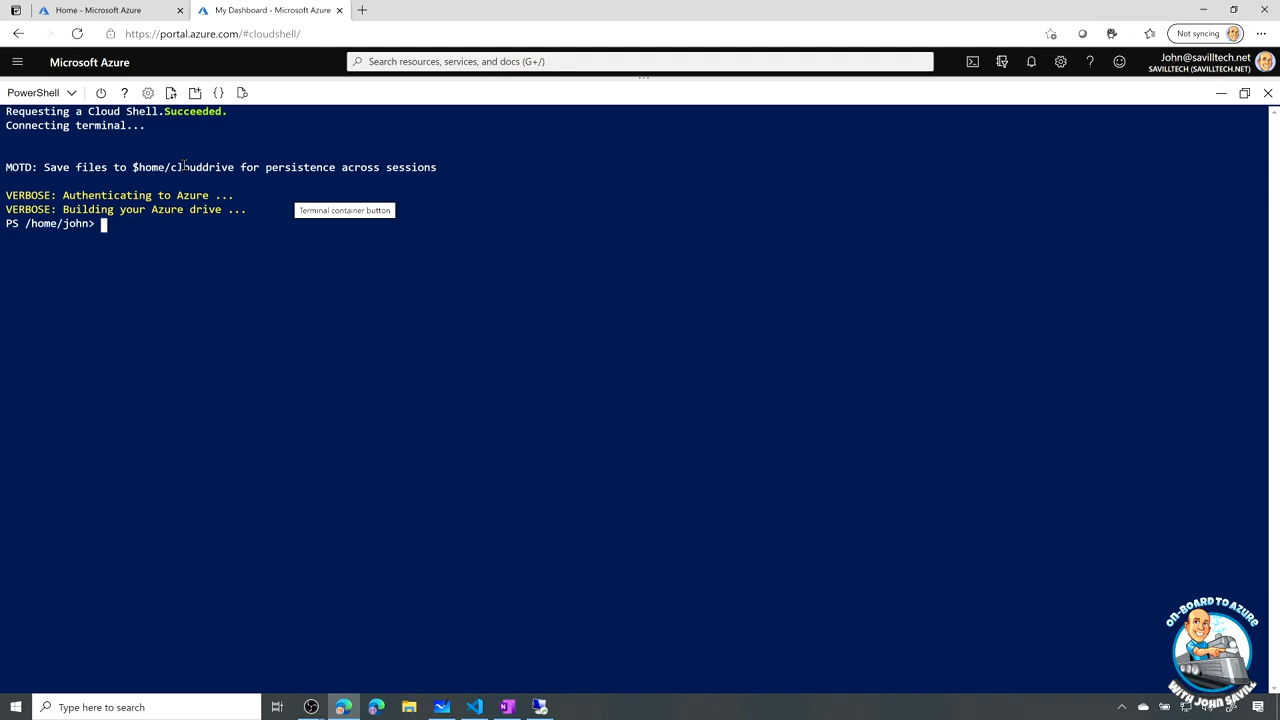 Home - Microsoft Azure
My Dashboard - Microsoft Azure
https://portal.azure.com/#cloudshell/
Not syncing
Microsoft Azure
Search resources, services, and docs (G+/)
John@savilltech.net
SAVILLTECH (SAVILLTECH.NET)
PowerShell
Requesting a Cloud Shell.Succeeded.
Connecting terminal...
MOTD: Save files to $home/clouddrive for persistence across sessions
VERBOSE: Authenticating to Azure ...
VERBOSE: Building your Azure drive ...
Terminal container button
PS /home/john>
ON-BOARD TO AZURE
WITH JOHN SAVILL
Type here to search